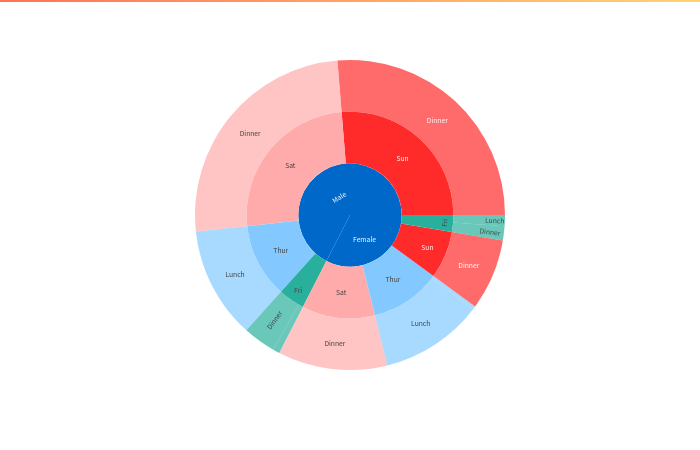 Dinner
Dinner
Sun
Sat
Male
Lunch
Fri
Dinner
Female
Sun
Thur
Dinner
Lunch
Thur
Fri
Sat
Dinner
Lunch
Dinner